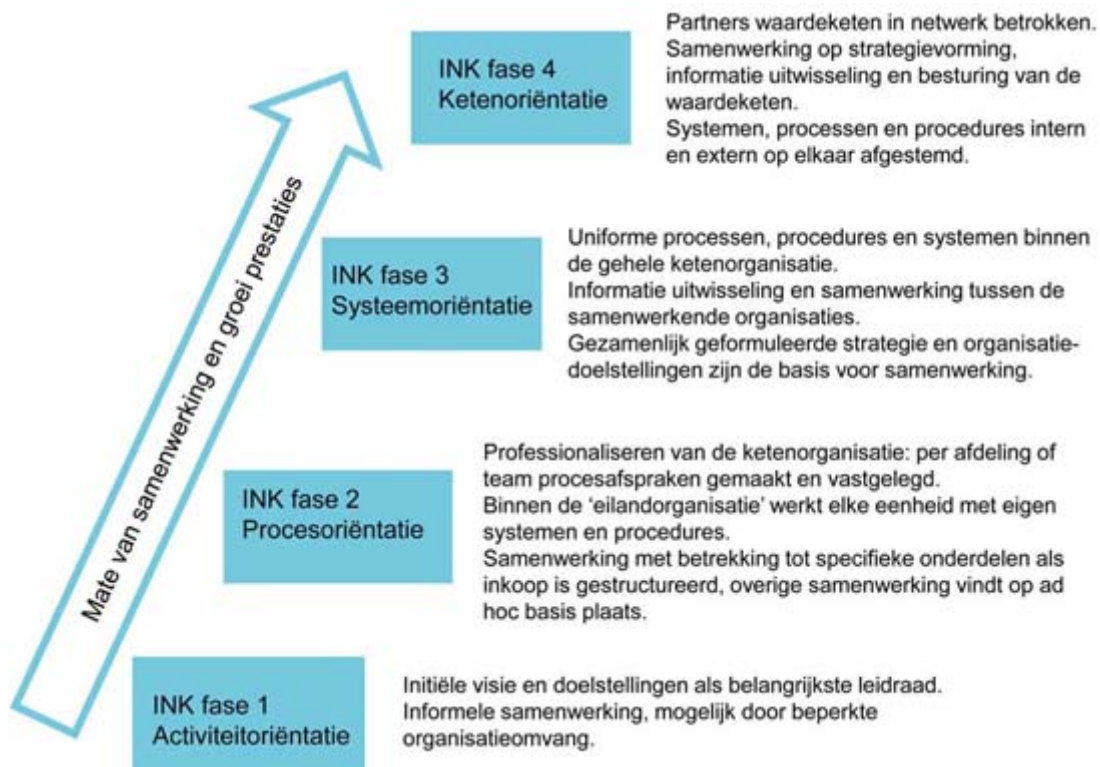 INK fase 4
Ketenoriëntatie
Partners waardeketen in netwerk betrokken.
Samenwerking op strategievorming,
informatie uitwisseling en besturing van de
waardeketen.
Systemen, processen en procedures intern
en extern op elkaar afgestemd.
Mate van samenwerking en groei prestaties
INK fase 3
Systeemoriëntatie
Uniforme processen, procedures en systemen binnen
de gehele ketenorganisatie.
Informatie uitwisseling en samenwerking tussen de
samenwerkende organisaties.
Gezamenlijk geformuleerde strategie en organisatie-
doelstellingen zijn de basis voor samenwerking.
INK fase 2
Procesoriëntatie
Professionaliseren van de ketenorganisatie: per afdeling of
team procesafspraken gemaakt en vastgelegd.
Binnen de ‘eilandorganisatie’ werkt elke eenheid met eigen
systemen en procedures.
Samenwerking met betrekking tot specifieke onderdelen als
inkoop is gestructureerd, overige samenwerking vindt op ad
hoc basis plaats.
INK fase 1
Activiteitoriëntatie
Initiële visie en doelstellingen als belangrijkste leidraad.
Informele samenwerking, mogelijk door beperkte
organisatieomvang.